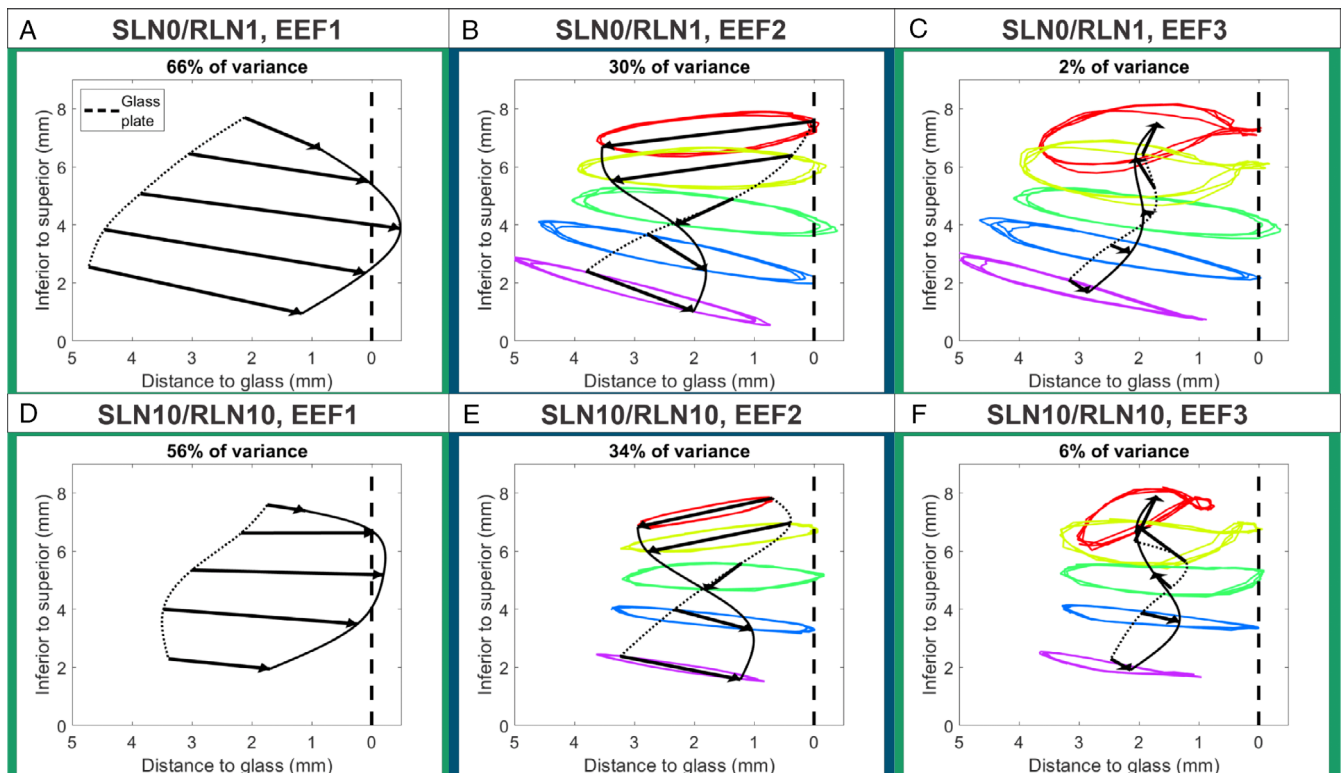 A SLN0/RLN1, EEF1
66% of variance
Glass
plate
8
6
4
2
0
Inferior to superior (mm)
5 4 3 2 1 0
Distance to glass (mm)
B SLN0/RLN1, EEF2
30% of variance
8
6
4
2
0
Inferior to superior (mm)
5 4 3 2 1 0
Distance to glass (mm)
C SLN0/RLN1, EEF3
2% of variance
8
6
4
2
0
Inferior to superior (mm)
5 4 3 2 1 0
Distance to glass (mm)
D SLN10/RLN10, EEF1
56% of variance
8
6
4
2
0
Inferior to superior (mm)
5 4 3 2 1 0
Distance to glass (mm)
E SLN10/RLN10, EEF2
34% of variance
8
6
4
2
0
Inferior to superior (mm)
5 4 3 2 1 0
Distance to glass (mm)
F SLN10/RLN10, EEF3
6% of variance
8
6
4
2
0
Inferior to superior (mm)
5 4 3 2 1 0
Distance to glass (mm)